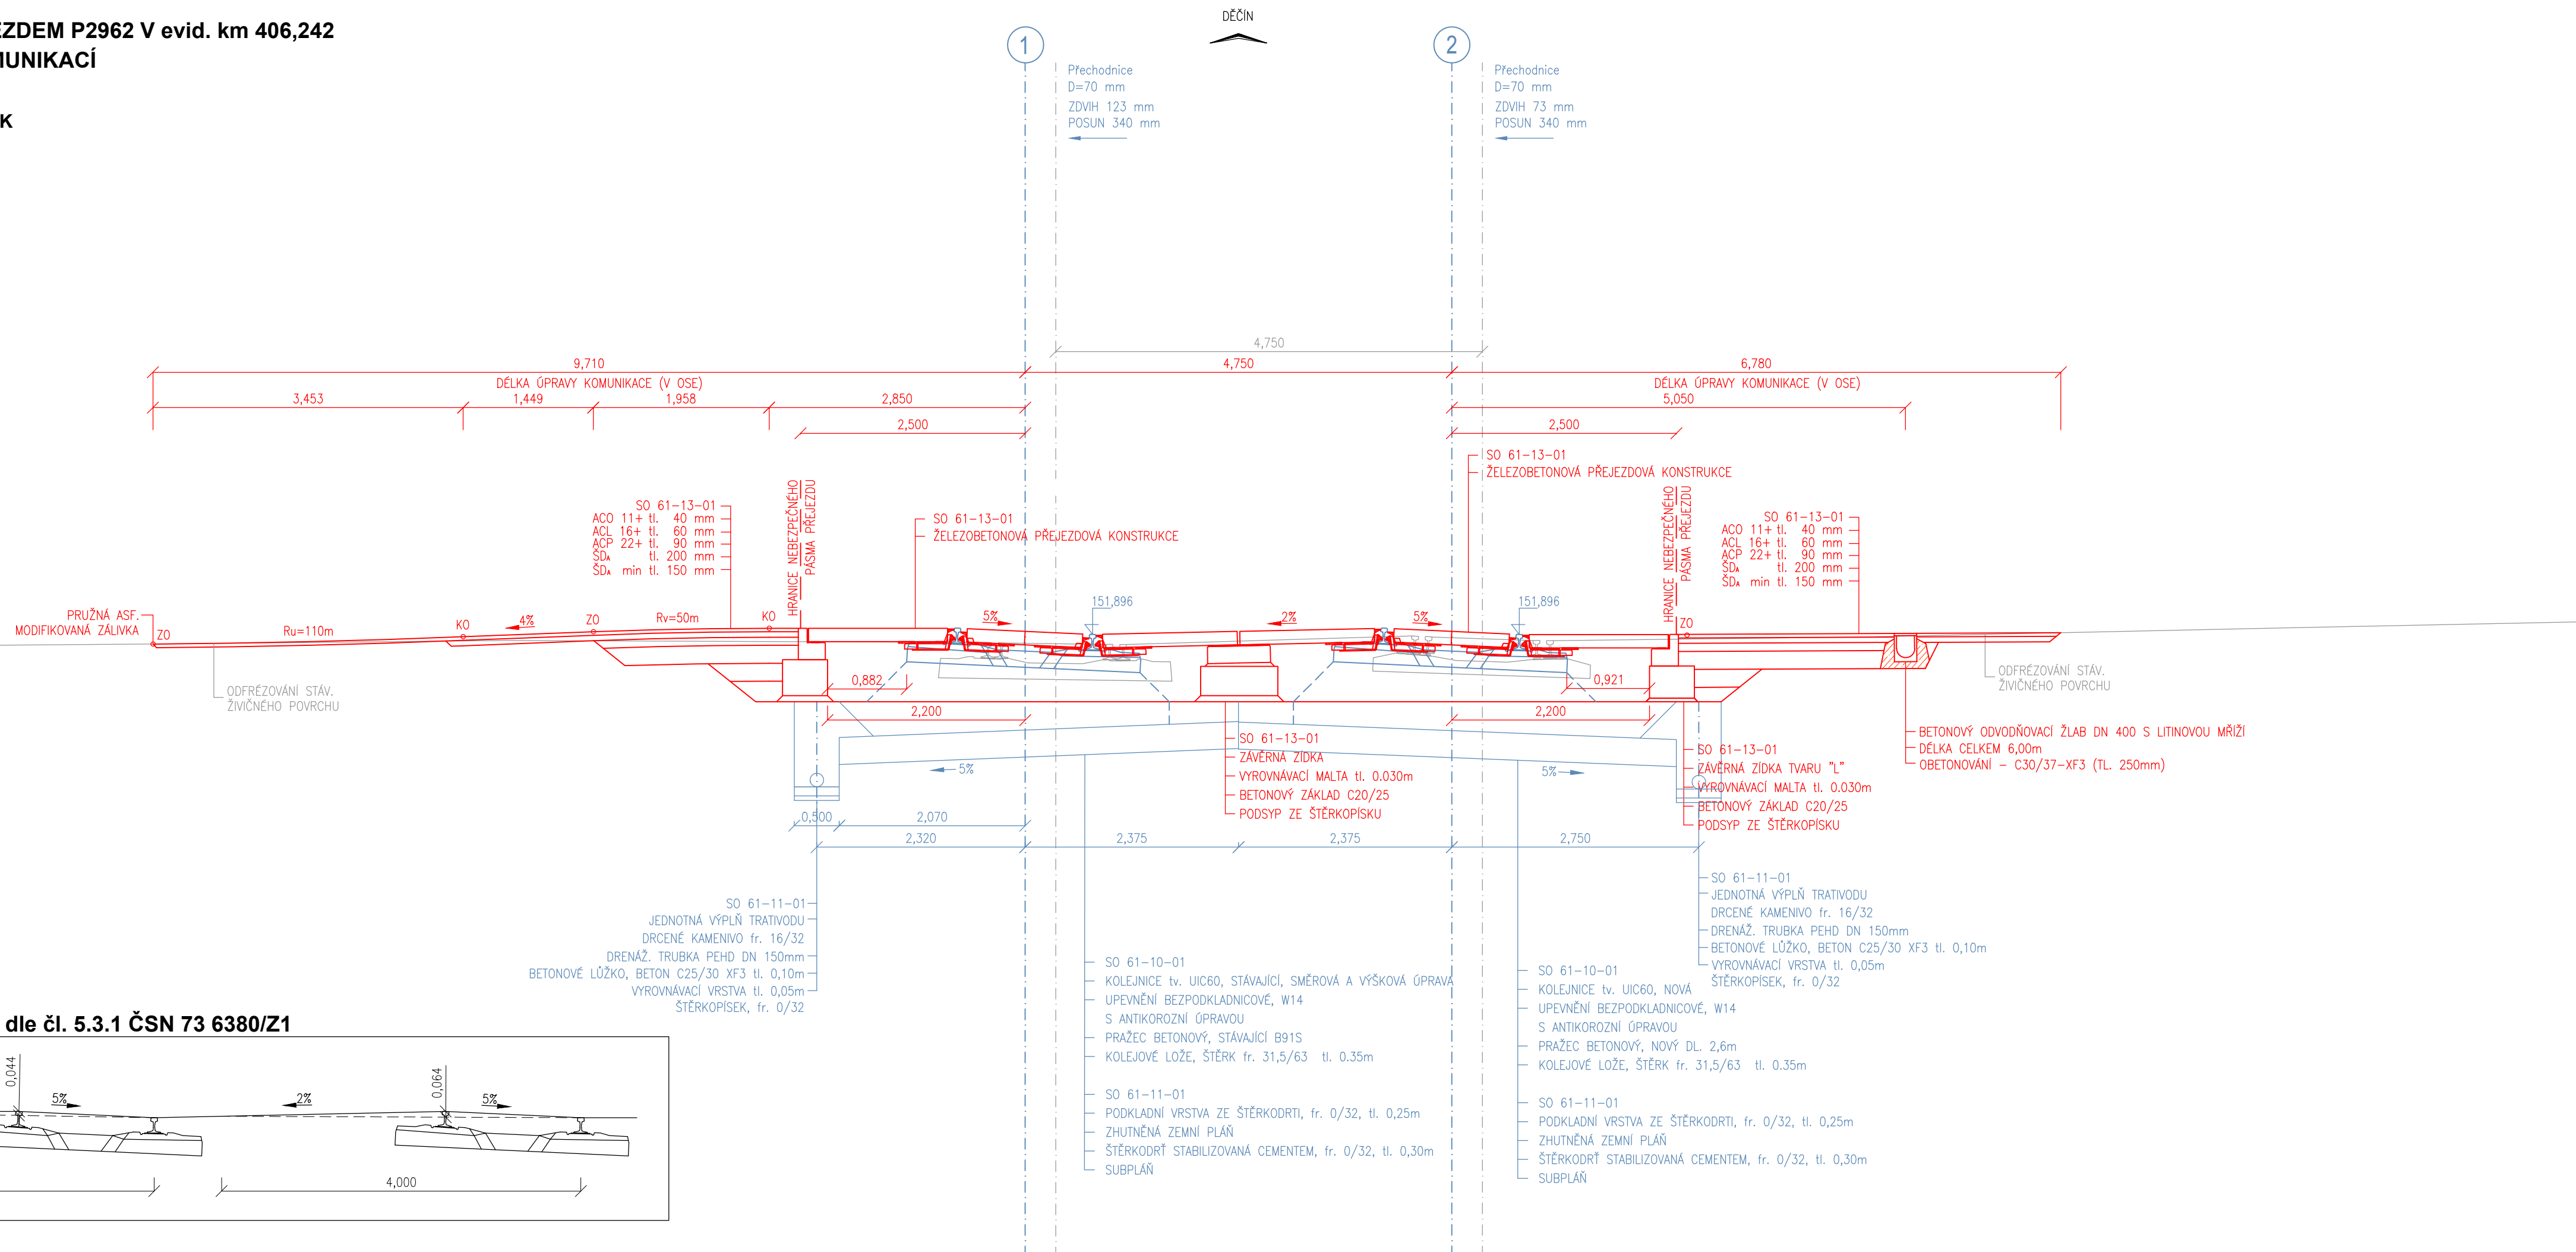 EZDEM P2962 V evid. km 406,242
MUNIKACÍ
K
DĚČÍN
1
2
Přechodnice
D=70 mm
ZDVIH 123 mm
POSUN 340 mm
Přechodnice
D=70 mm
ZDVIH 73 mm
POSUN 340 mm
4,750
9,710
4,750
6,780
DÉLKA ÚPRAVY KOMUNIKACE (V OSE)
DÉLKA ÚPRAVY KOMUNIKACE (V OSE)
3,453
1,449
1,958
2,850
5,050
2,500
2,500
SO 61-13-01
ŽELEZOBETONOVÁ PŘEJEZDOVÁ KONSTRUKCE
HRANICE NEBEZPEČNÉHO
PÁSMA PŘEJEZDU
HRANICE NEBEZPEČNÉHO
PÁSMA PŘEJEZDU
SO 61-13-01
ACO 11+ tl. 40 mm
ACL 16+ tl. 60 mm
ACP 22+ tl. 90 mm
ŠDA tl. 200 mm
ŠDA min tl. 150 mm
SO 61-13-01
ŽELEZOBETONOVÁ PŘEJEZDOVÁ KONSTRUKCE
SO 61-13-01
ACO 11+ tl. 40 mm
ACL 16+ tl. 60 mm
ACP 22+ tl. 90 mm
ŠDA tl. 200 mm
ŠDA min tl. 150 mm
PRUŽNÁ ASF.
MODIFIKOVANÁ ZÁLIVKA
ZO
Ru=110m
KO
4%
ZO
Rv=50m
KO
5%
151,896
2%
5%
151,896
ZO
ODFRÉZOVÁNÍ STÁV.
ŽIVIČNÉHO POVRCHU
0,882
0,921
ODFRÉZOVÁNÍ STÁV.
ŽIVIČNÉHO POVRCHU
2,200
2,200
SO 61-13-01
ZÁVĚRNÁ ZÍDKA
VYROVNÁVACÍ MALTA tl. 0.030m
BETONOVÝ ZÁKLAD C20/25
PODSYP ZE ŠTĚRKOPÍSKU
SO 61-13-01
ZÁVĚRNÁ ZÍDKA TVARU "L"
VYROVNÁVACÍ MALTA tl. 0.030m
BETONOVÝ ZÁKLAD C20/25
PODSYP ZE ŠTĚRKOPÍSKU
BETONOVÝ ODVODŇOVACÍ ŽLAB DN 400 S LITINOVOU MŘÍŽÍ
DÉLKA CELKEM 6,00m
OBETONOVÁNÍ - C30/37-XF3 (TL. 250mm)
5%
5%
0,500
2,070
2,320
2,375
2,375
2,750
SO 61-11-01
JEDNOTNÁ VÝPLŇ TRATIVODU
DRCENÉ KAMENIVO fr. 16/32
DRENÁŽ. TRUBKA PEHD DN 150mm
BETONOVÉ LŮŽKO, BETON C25/30 XF3 tl. 0,10m
VYROVNÁVACÍ VRSTVA tl. 0,05m
ŠTĚRKOPÍSEK, fr. 0/32
SO 61-10-01
KOLEJNICE tv. UIC60, STÁVAJÍCÍ, SMĚROVÁ A VÝŠKOVÁ ÚPRAVA
UPEVNĚNÍ BEZPODKLADNICOVÉ, W14
S ANTIKOROZNÍ ÚPRAVOU
PRAŽEC BETONOVÝ, STÁVAJÍCÍ B91S
KOLEJOVÉ LOŽE, ŠTĚRK fr. 31,5/63 tl. 0.35m
SO 61-11-01
PODKLADNÍ VRSTVA ZE ŠTĚRKODRTI, fr. 0/32, tl. 0,25m
ZHUTNĚNÁ ZEMNÍ PLÁŇ
ŠTĚRKODRŤ STABILIZOVANÁ CEMENTEM, fr. 0/32, tl. 0,30m
SUBPLÁŇ
SO 61-10-01
KOLEJNICE tv. UIC60, NOVÁ
UPEVNĚNÍ BEZPODKLADNICOVÉ, W14
S ANTIKOROZNÍ ÚPRAVOU
PRAŽEC BETONOVÝ, NOVÝ DL. 2,6m
KOLEJOVÉ LOŽE, ŠTĚRK fr. 31,5/63 tl. 0.35m
SO 61-11-01
PODKLADNÍ VRSTVA ZE ŠTĚRKODRTI, fr. 0/32, tl. 0,25m
ZHUTNĚNÁ ZEMNÍ PLÁŇ
ŠTĚRKODRŤ STABILIZOVANÁ CEMENTEM, fr. 0/32, tl. 0,30m
SUBPLÁŇ
SO 61-11-01
JEDNOTNÁ VÝPLŇ TRATIVODU
DRCENÉ KAMENIVO fr. 16/32
DRENÁŽ. TRUBKA PEHD DN 150mm
BETONOVÉ LŮŽKO, BETON C25/30 XF3 tl. 0,10m
VYROVNÁVACÍ VRSTVA tl. 0,05m
ŠTĚRKOPÍSEK, fr. 0/32
dle čl. 5.3.1 ČSN 73 6380/Z1
0,044
5%
2%
0,064
5%
4,000